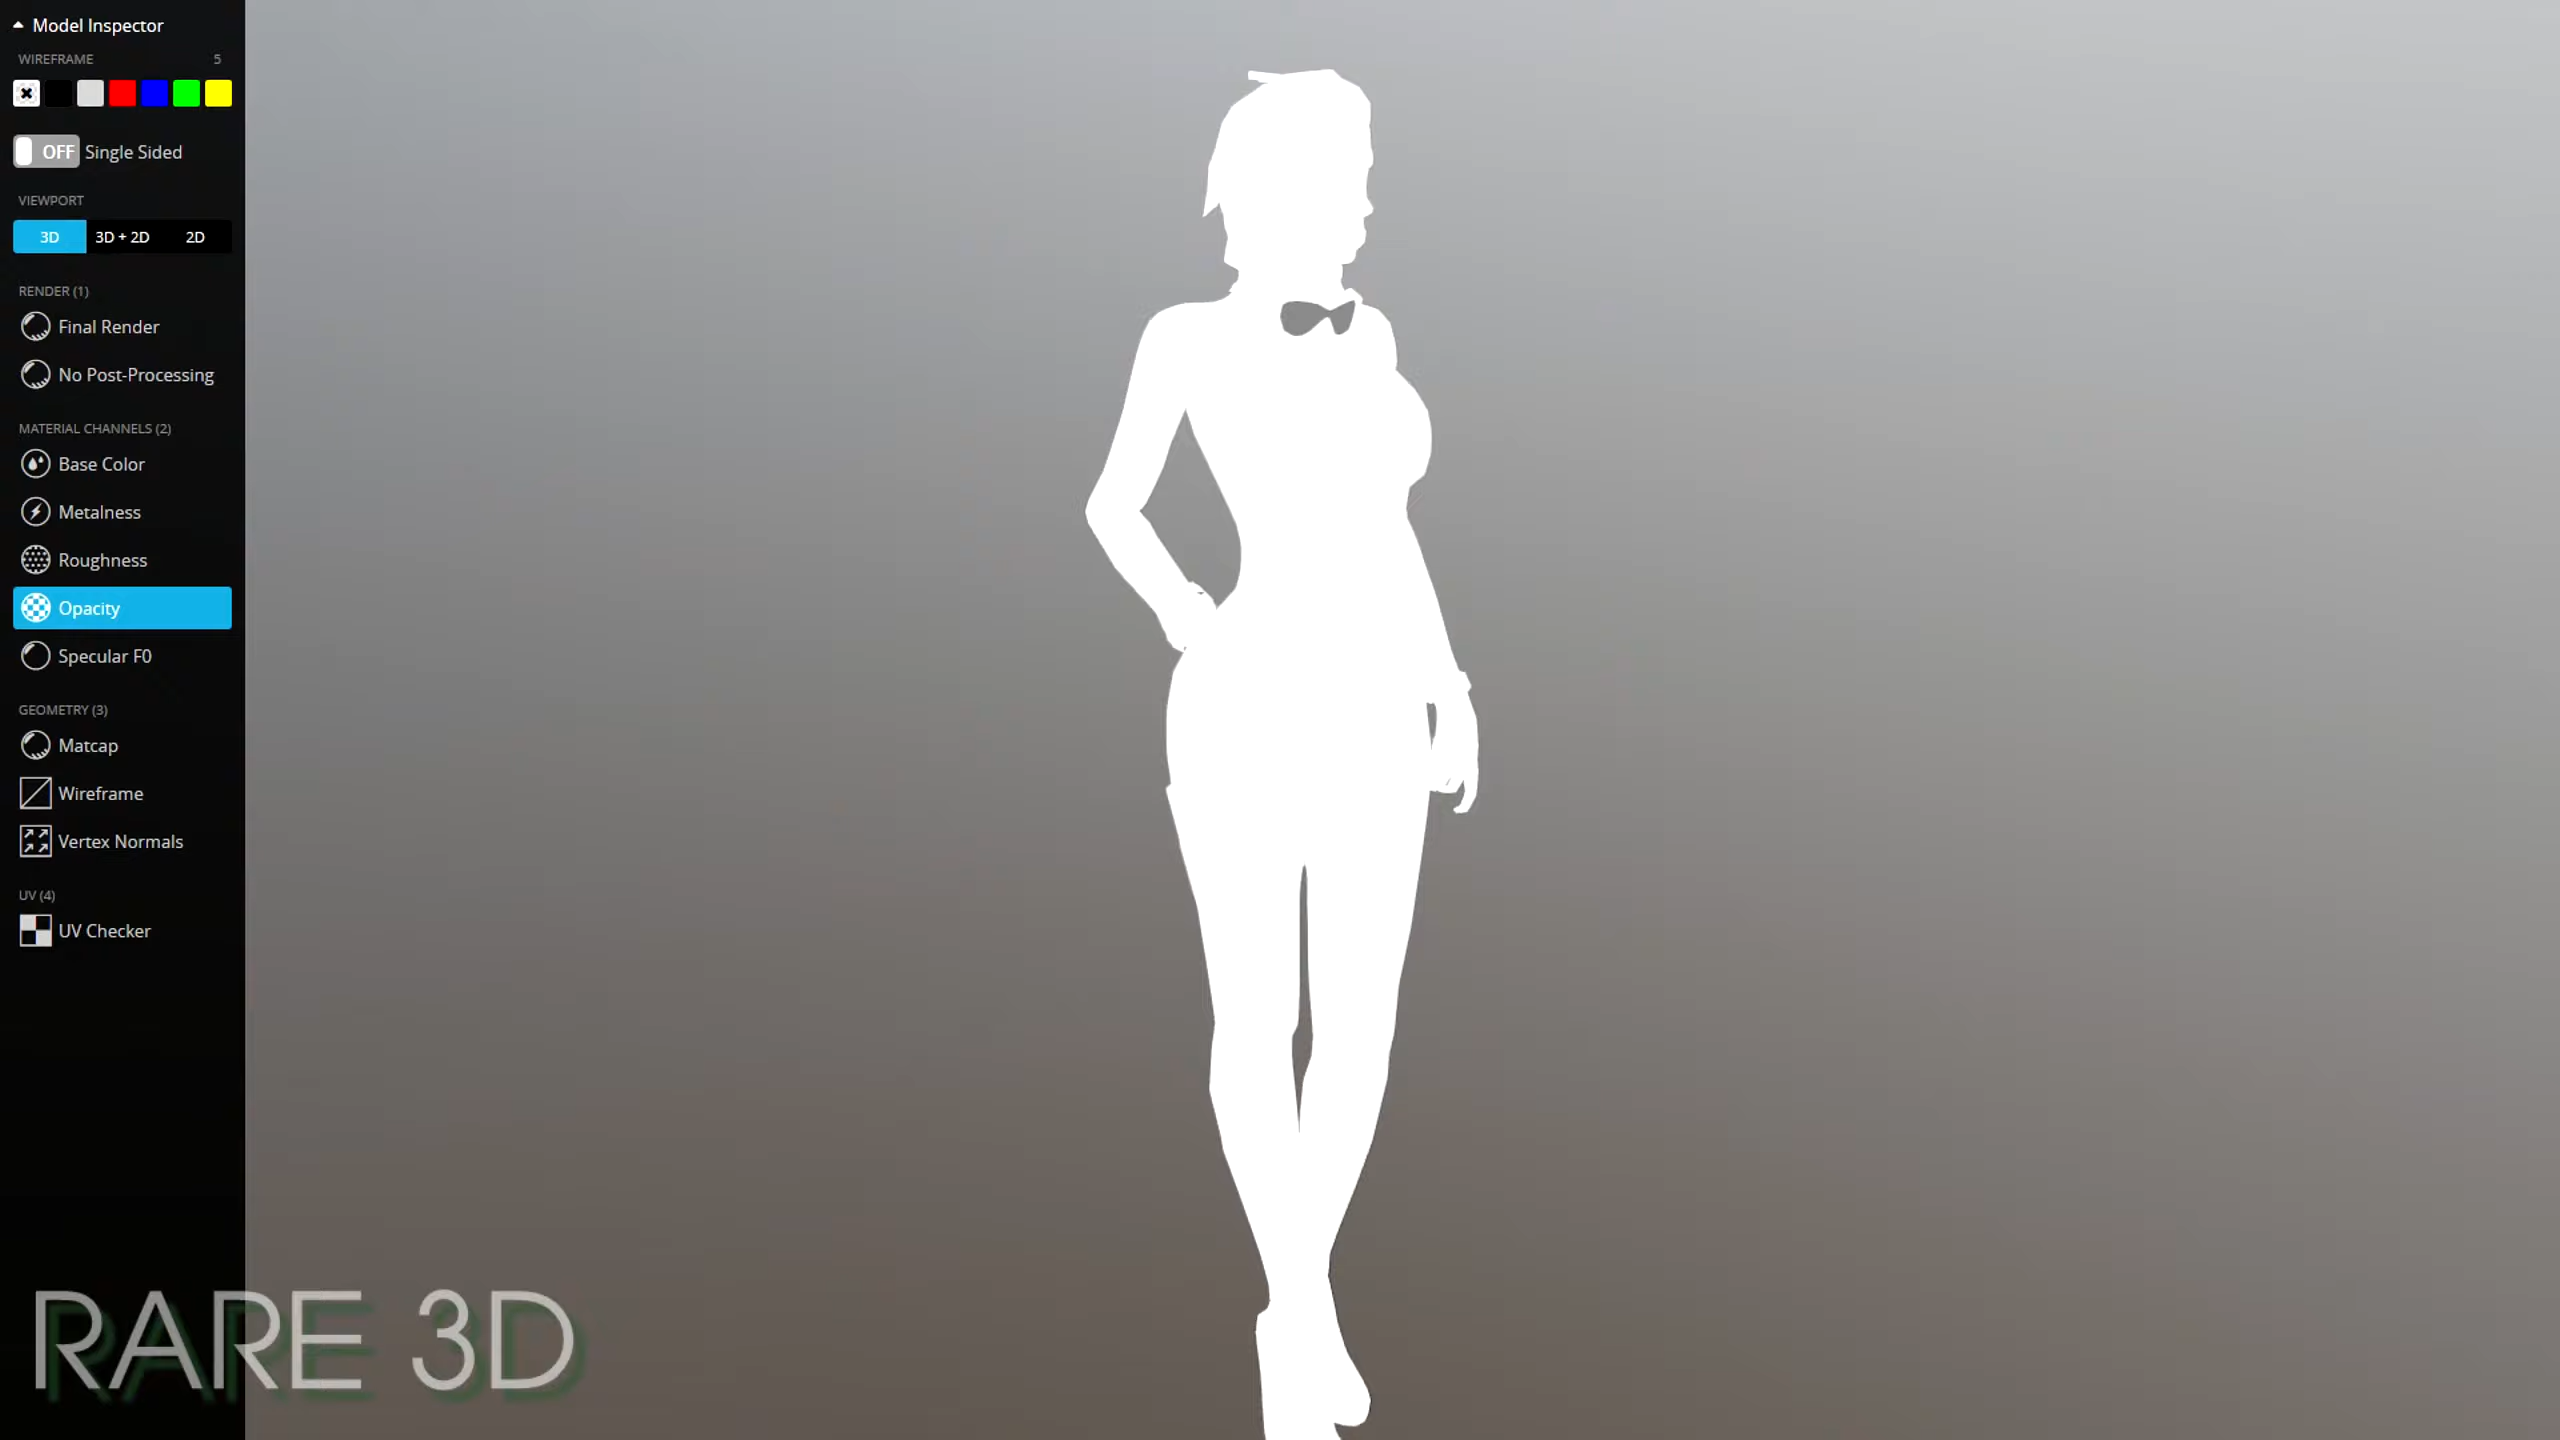 Model Inspector
WIREFRAME 5
OFF Single Sided
VIEWPORT
3D 3D + 2D 2D
RENDER (1)
Final Render
No Post-Processing
MATERIAL CHANNELS (2)
Base Color
Metalness
Roughness
Opacity
Specular F0
GEOMETRY (3)
Matcap
Wireframe
Vertex Normals
UV (4)
UV Checker
RARE 3D